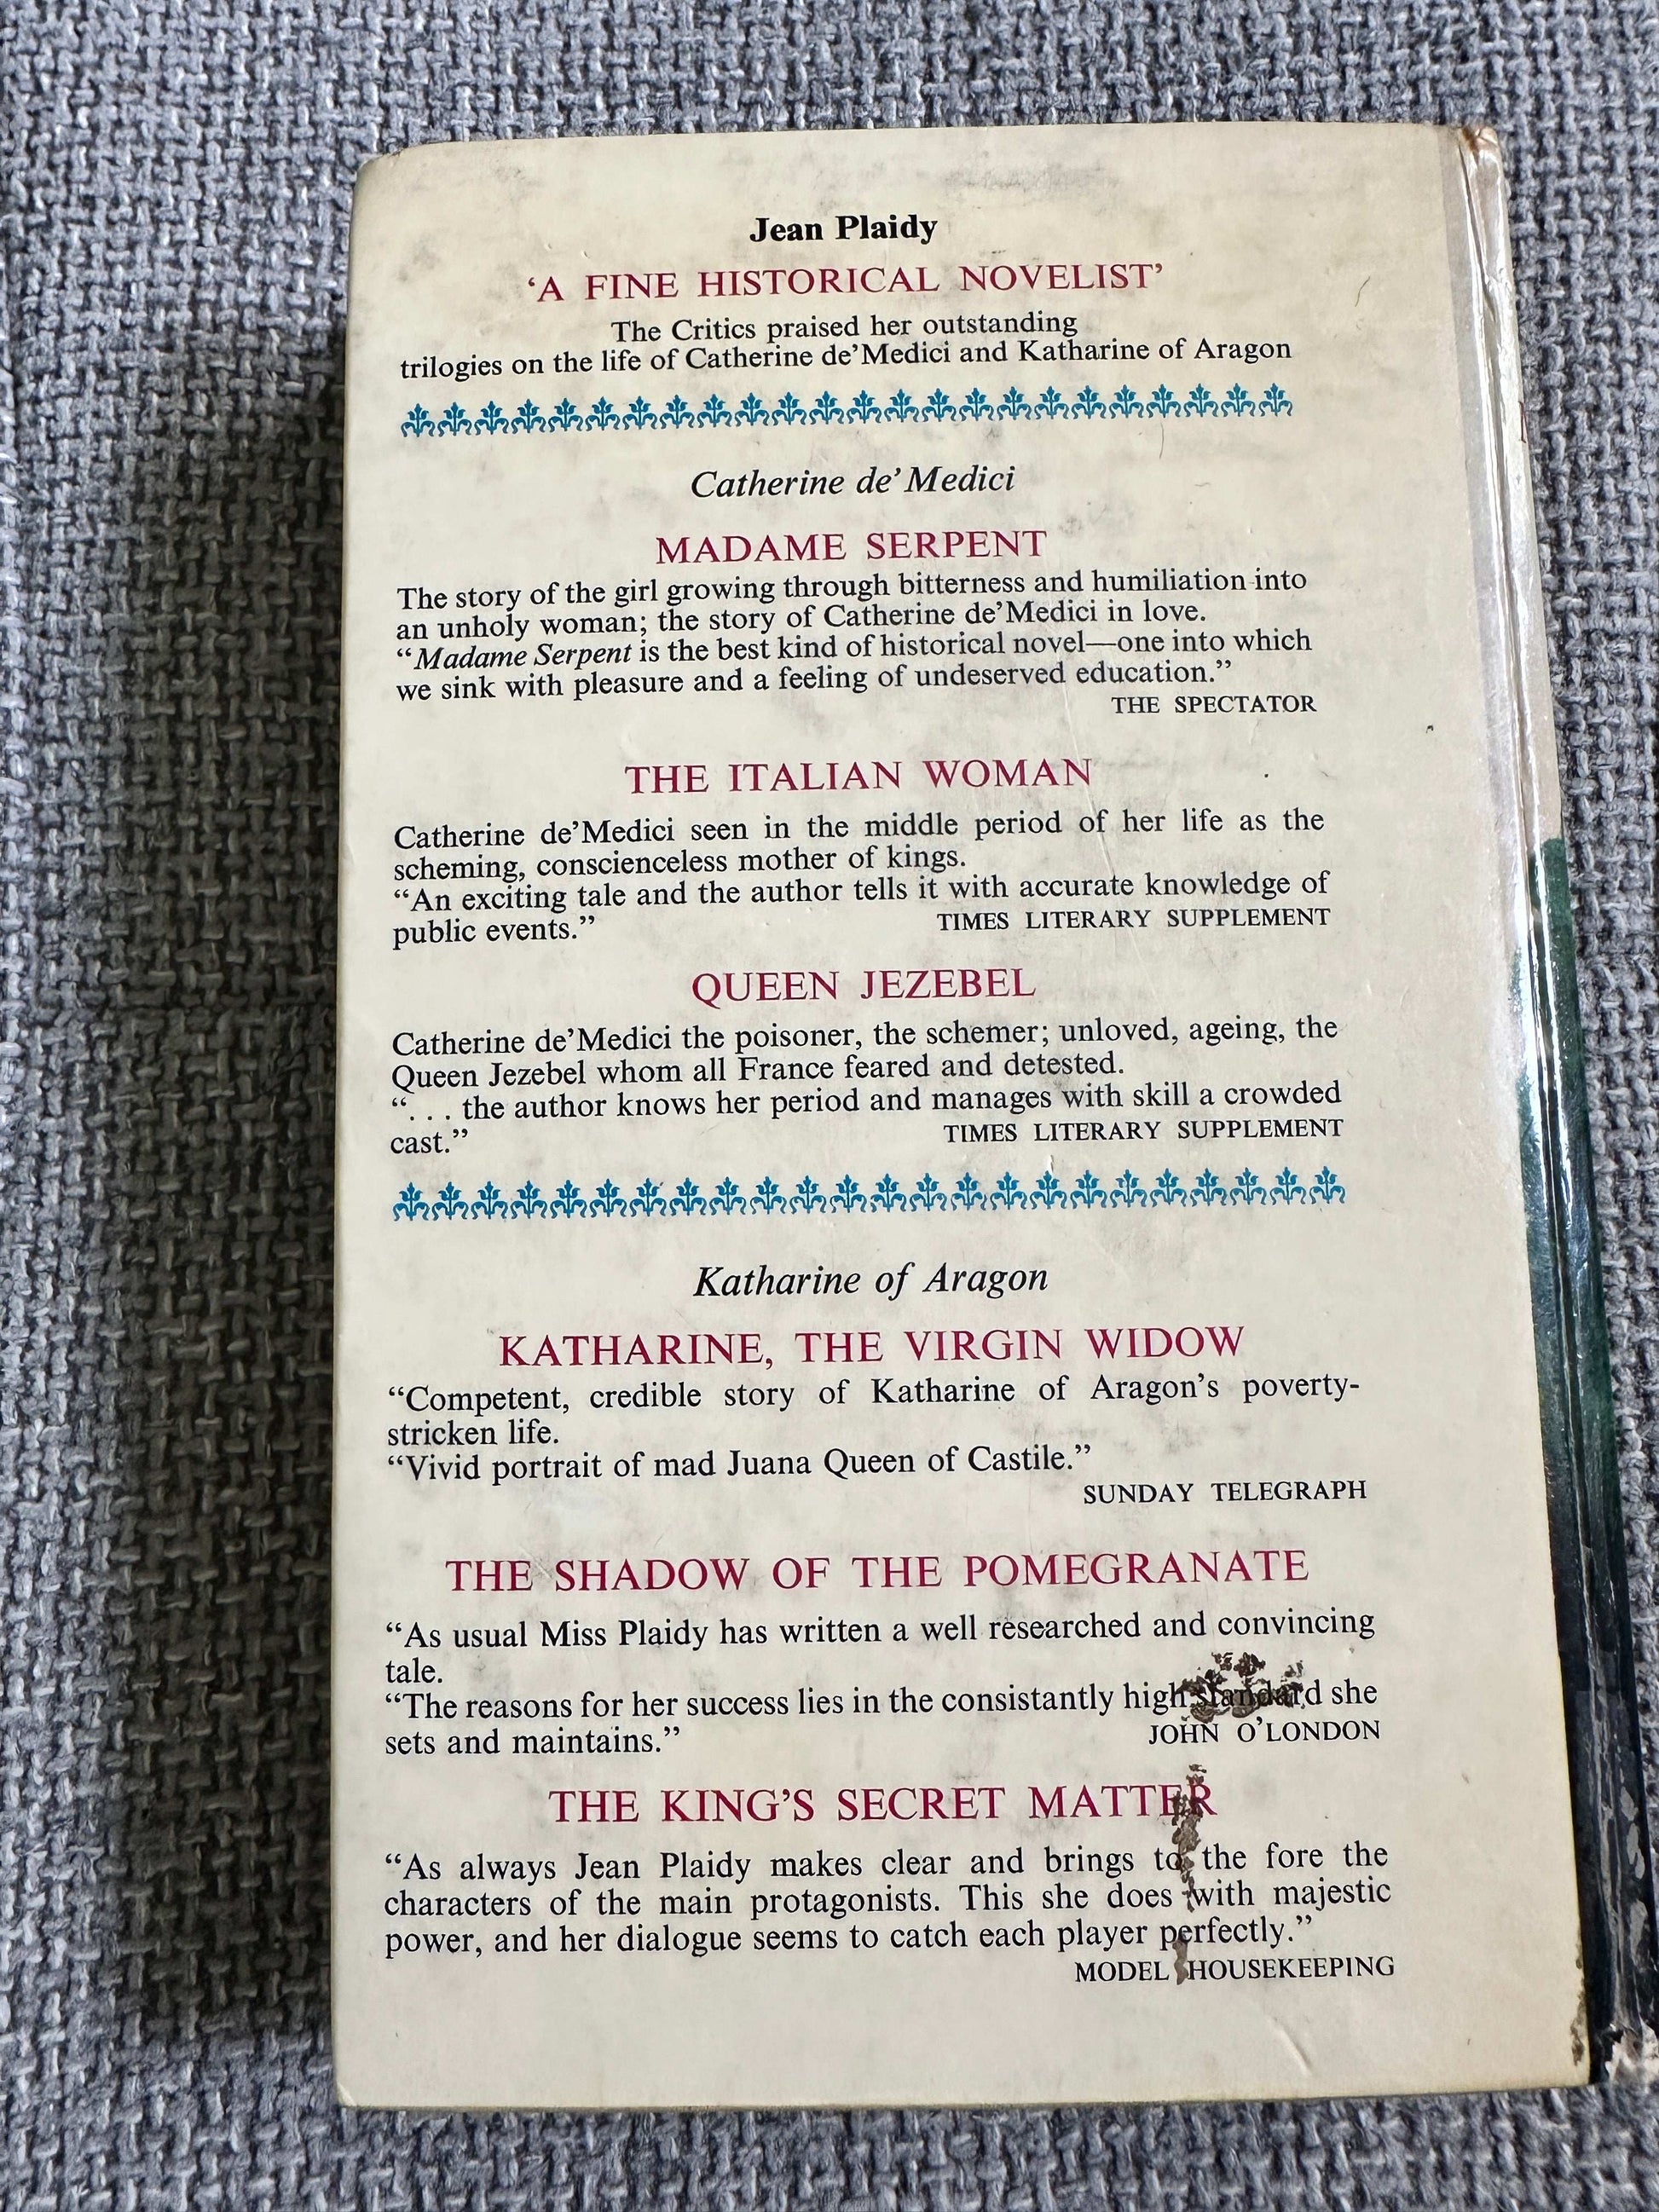 Jean Plaidy
‘A FINE HISTORICAL NOVELIST’
The Critics praised her outstanding
trilogies on the life of Catherine de’Medici and Katharine of Aragon
Catherine de’Medici
MADAME SERPENT
The story of the girl growing through bitterness and humiliation into
an unholy woman; the story of Catherine de’Medici in love.
“Madame Serpent is the best kind of historical novel—one into which
we sink with pleasure and a feeling of undeserved education.”
THE SPECTATOR
THE ITALIAN WOMAN
Catherine de’Medici seen in the middle period of her life as the
scheming, conscienceless mother of kings.
“An exciting tale and the author tells it with accurate knowledge of
public events.” TIMES LITERARY SUPPLEMENT
QUEEN JEZEBEL
Catherine de’Medici the poisoner, the schemer; unloved, ageing, the
Queen Jezebel whom all France feared and detested.
“. . . the author knows her period and manages with skill a crowded
cast.” TIMES LITERARY SUPPLEMENT
Katharine of Aragon
KATHARINE, THE VIRGIN WIDOW
“Competent, credible story of Katharine of Aragon’s poverty-
stricken life.
“Vivid portrait of mad Juana Queen of Castile.”
SUNDAY TELEGRAPH
THE SHADOW OF THE POMEGRANATE
“As usual Miss Plaidy has written a well researched and convincing
tale.
“The reasons for her success lies in the consistantly high standard she
sets and maintains.” JOHN O’LONDON
THE KING’S SECRET MATTER
“As always Jean Plaidy makes clear and brings to the fore the
characters of the main protagonists. This she does with majestic
power, and her dialogue seems to catch each player perfectly.”
MODEL HOUSEKEEPING